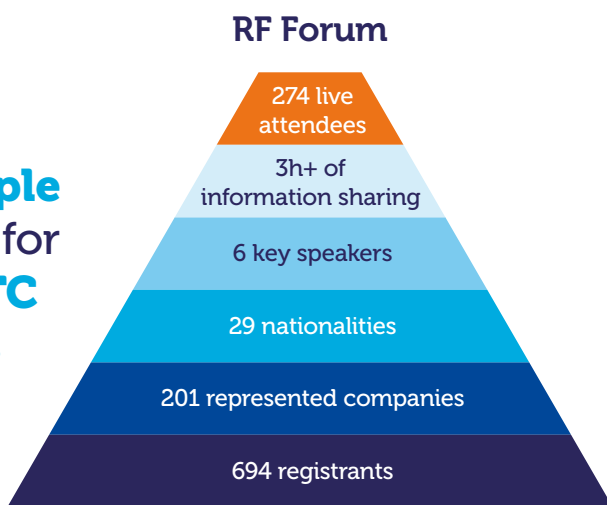 RF Forum
274 live
attendees
3h+ of
information sharing
6 key speakers
29 nationalities
201 represented companies
694 registrants
for